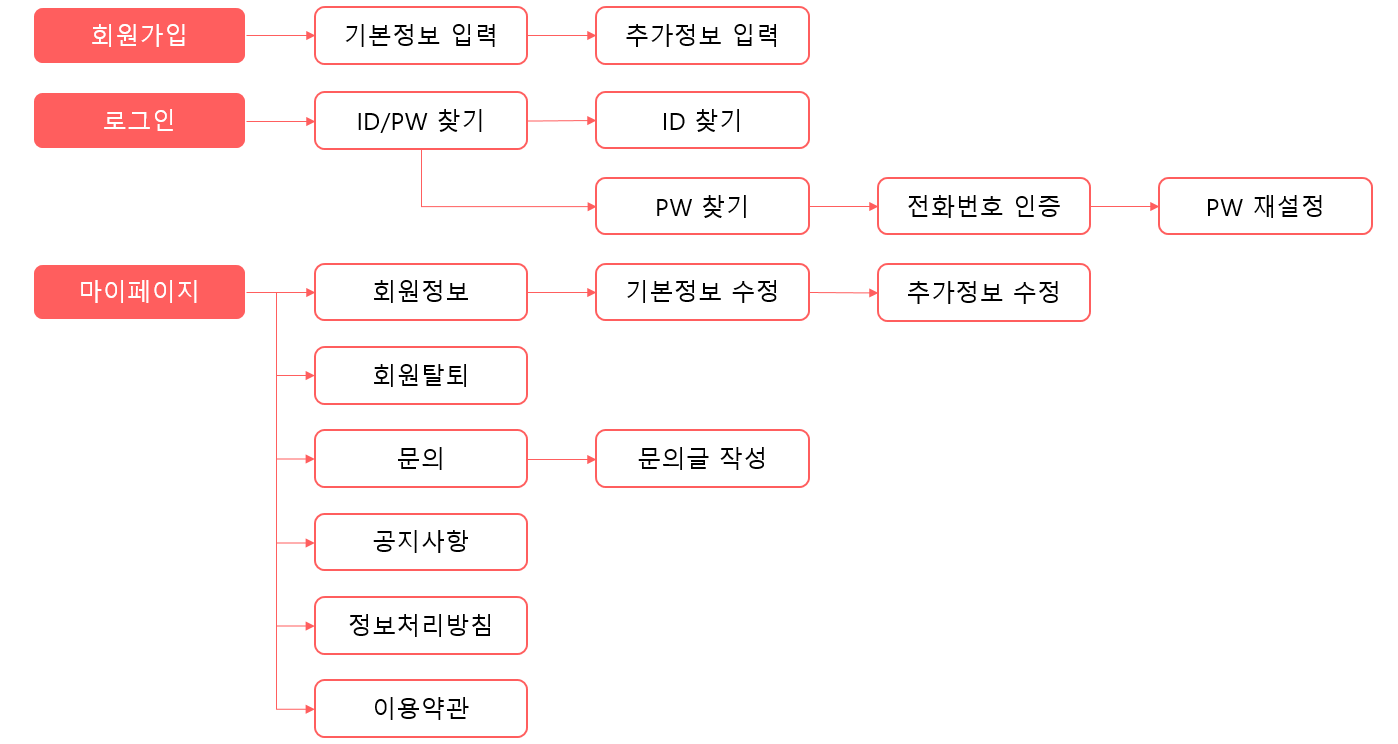 회원가입
기본정보 입력
추가정보 입력
로그인
ID/PW 찾기
ID 찾기
PW 찾기
전화번호 인증
PW 재설정
마이페이지
회원정보
기본정보 수정
추가정보 수정
회원탈퇴
문의
문의글 작성
공지사항
정보처리방침
이용약관